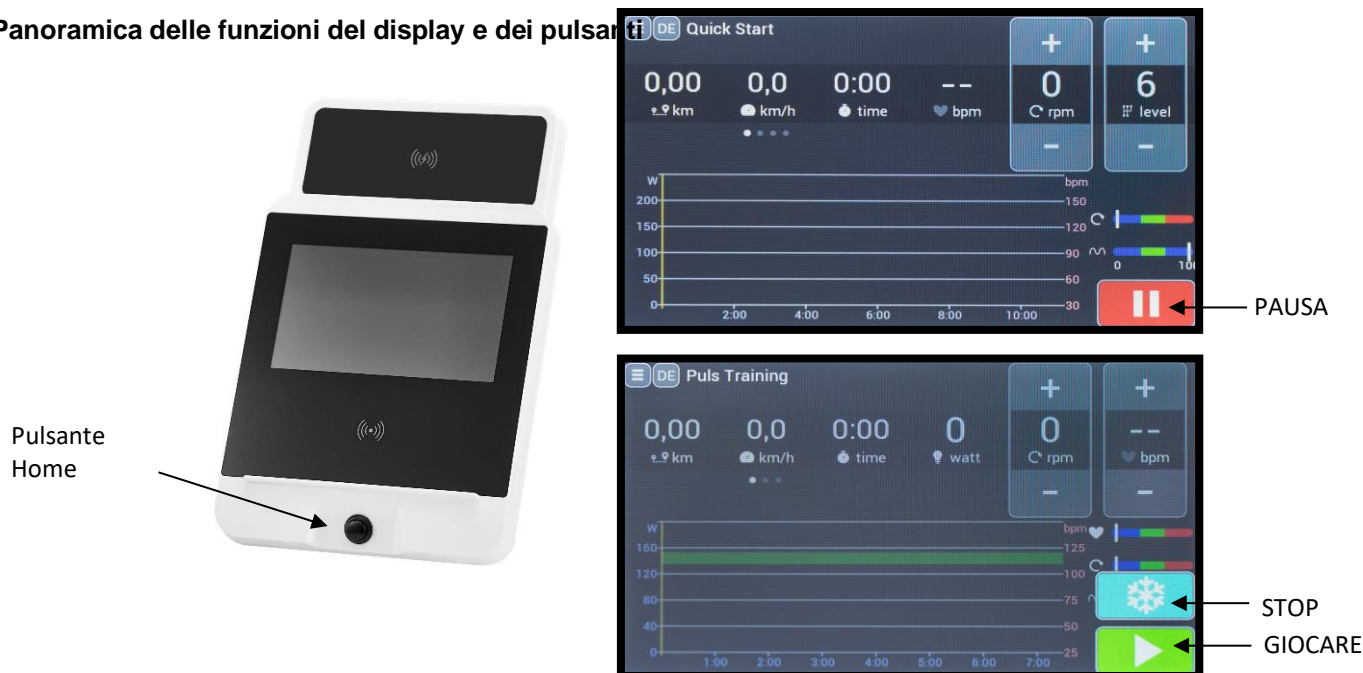 Panoramica delle funzioni del display e dei pulsanti
DE Quick Start
0,00 0,0 0:00 -- 0 6
km km/h time bpm rpm level
+ +
- -
W bpm
200 150
150 120
100 90
50 60
0 30
2:00 4:00 6:00 8:00 10:00
0 100
PAUSA
Pulsante
Home
DE Puls Training
0,00 0,0 0:00 0 0 --
km km/h time watt rpm bpm
+ +
- -
W bpm
160 125
120 100
80 75
40 50
0 25
1:00 2:00 3:00 4:00 5:00 6:00 7:00
STOP
GIOCARE